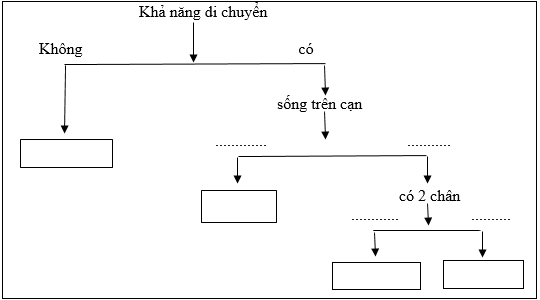 Khả năng di chuyển
Không
có
sống trên cạn
.................
...............
có 2 chân
................
.............